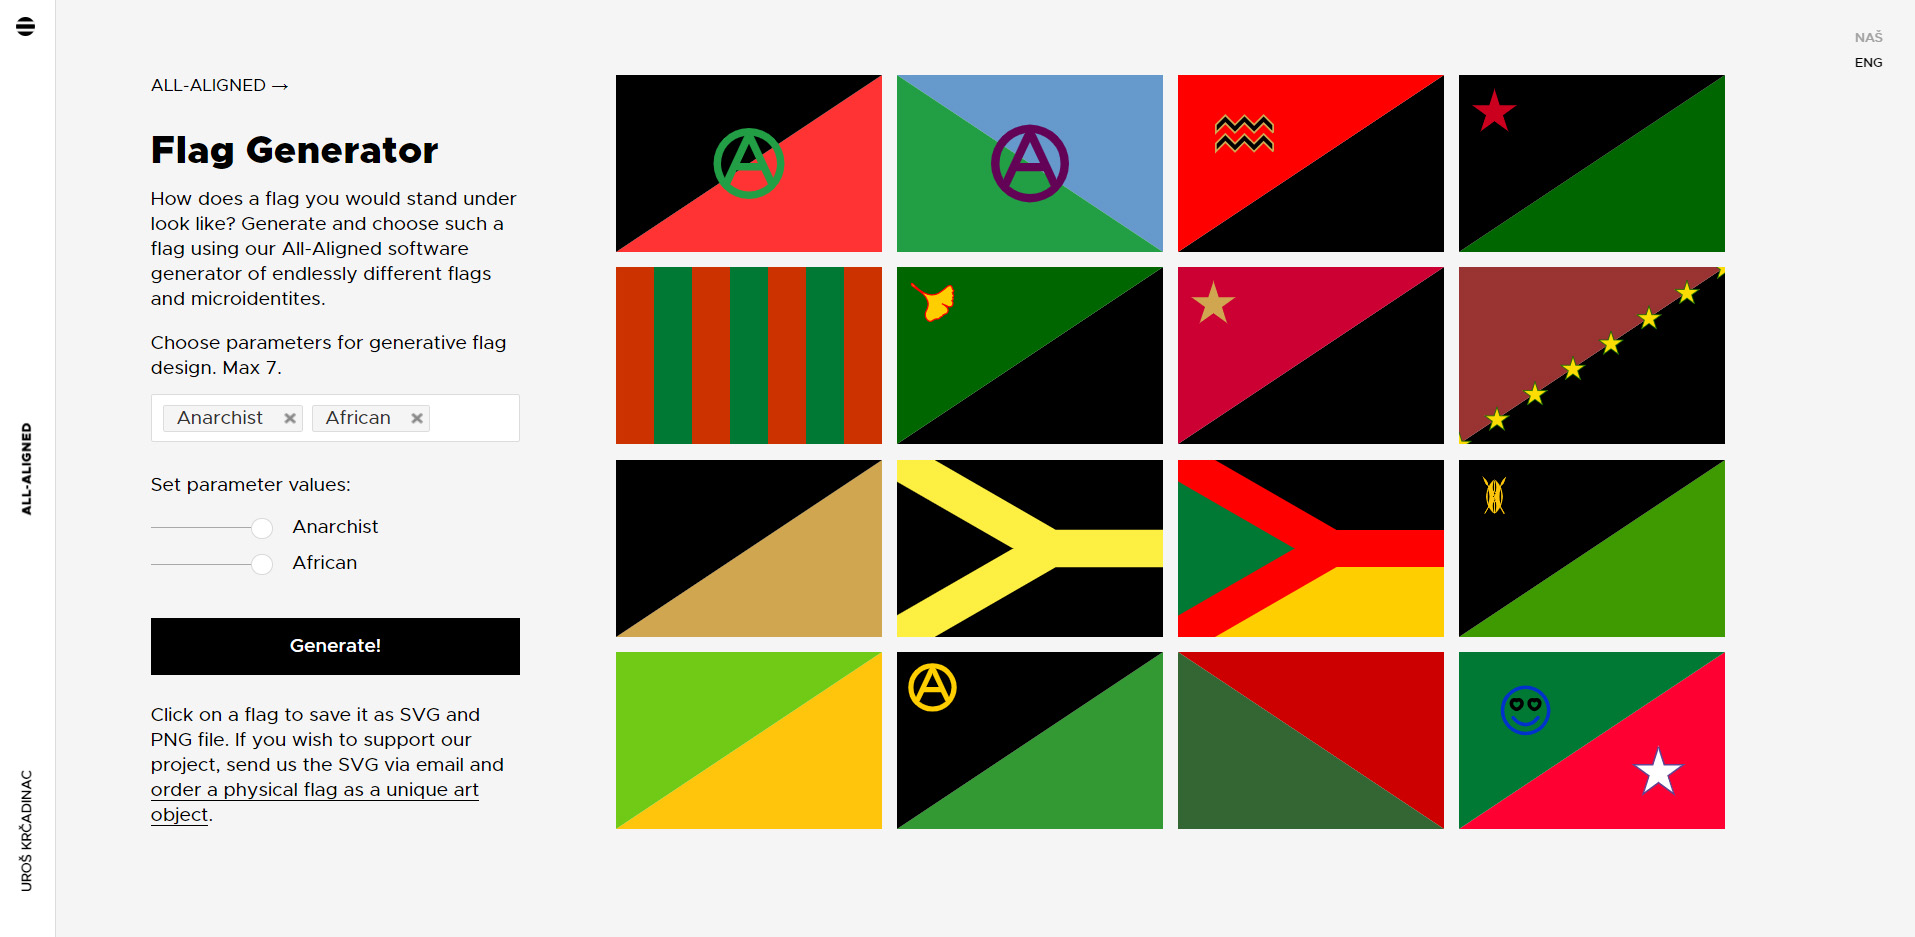 NAŠ
ENG
ALL-ALIGNED →
Flag Generator
How does a flag you would stand under
look like? Generate and choose such a
flag using our All-Aligned software
generator of endlessly different flags
and microidentites.
Choose parameters for generative flag
design. Max 7.
Anarchist × African ×
Set parameter values:
Anarchist
African
Generate!
Click on a flag to save it as SVG and
PNG file. If you wish to support our
project, send us the SVG via email and
order a physical flag as a unique art
object.
ALL-ALIGNED
UROŠ KRČADINAC